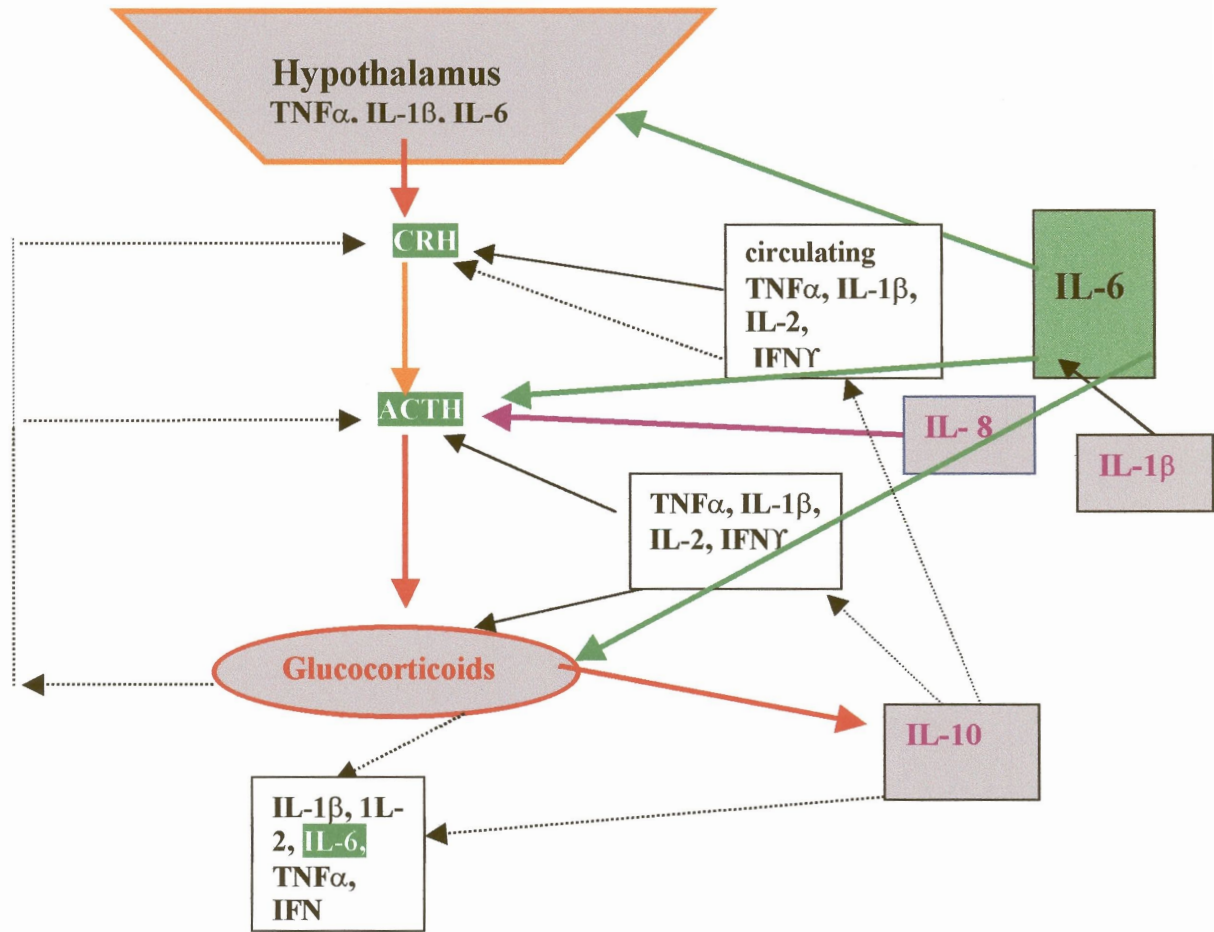 Hypothalamus
TNFα. IL-1β. IL-6
CRH
circulating
TNFα, IL-1β,
IL-2,
IFNϒ
IL-6
ACTH
IL- 8
IL-1β
TNFα, IL-1β,
IL-2, IFNϒ
Glucocorticoids
IL-10
IL-1β, 1L-
2, IL-6,
TNFα,
IFN